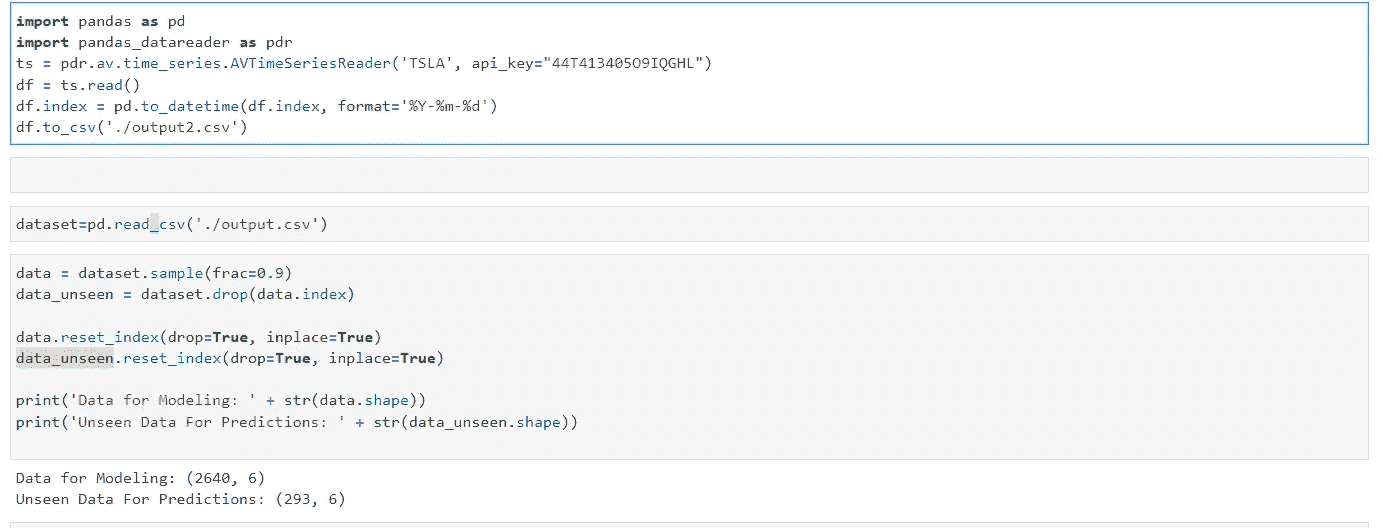 import pandas as pd
import pandas_datareader as pdr
ts = pdr.av.time_series.AVTimeSeriesReader('TSLA', api_key="44T413405O9IQGHL")
df = ts.read()
df.index = pd.to_datetime(df.index, format='%Y-%m-%d')
df.to_csv('./output2.csv')
dataset=pd.read_csv('./output.csv')
data = dataset.sample(frac=0.9)
data_unseen = dataset.drop(data.index)
data.reset_index(drop=True, inplace=True)
data_unseen.reset_index(drop=True, inplace=True)
print('Data for Modeling: ' + str(data.shape))
print('Unseen Data For Predictions: ' + str(data_unseen.shape))
Data for Modeling: (2640, 6)
Unseen Data For Predictions: (293, 6)